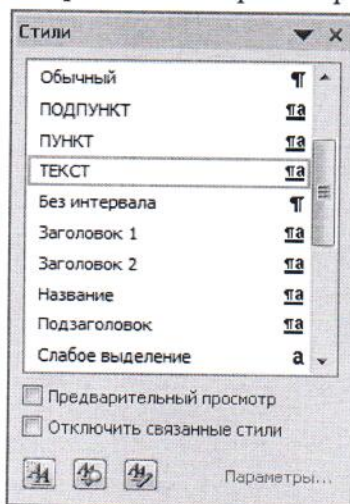 Стили
Обычный ¶
ПОДПУНКТ ¶a
ПУНКТ ¶a
ТЕКСТ ¶a
Без интервала ¶
Заголовок 1 ¶a
Заголовок 2 ¶a
Название ¶a
Подзаголовок ¶a
Слабое выделение a
Предварительный просмотр
Отключить связанные стили
Параметры...